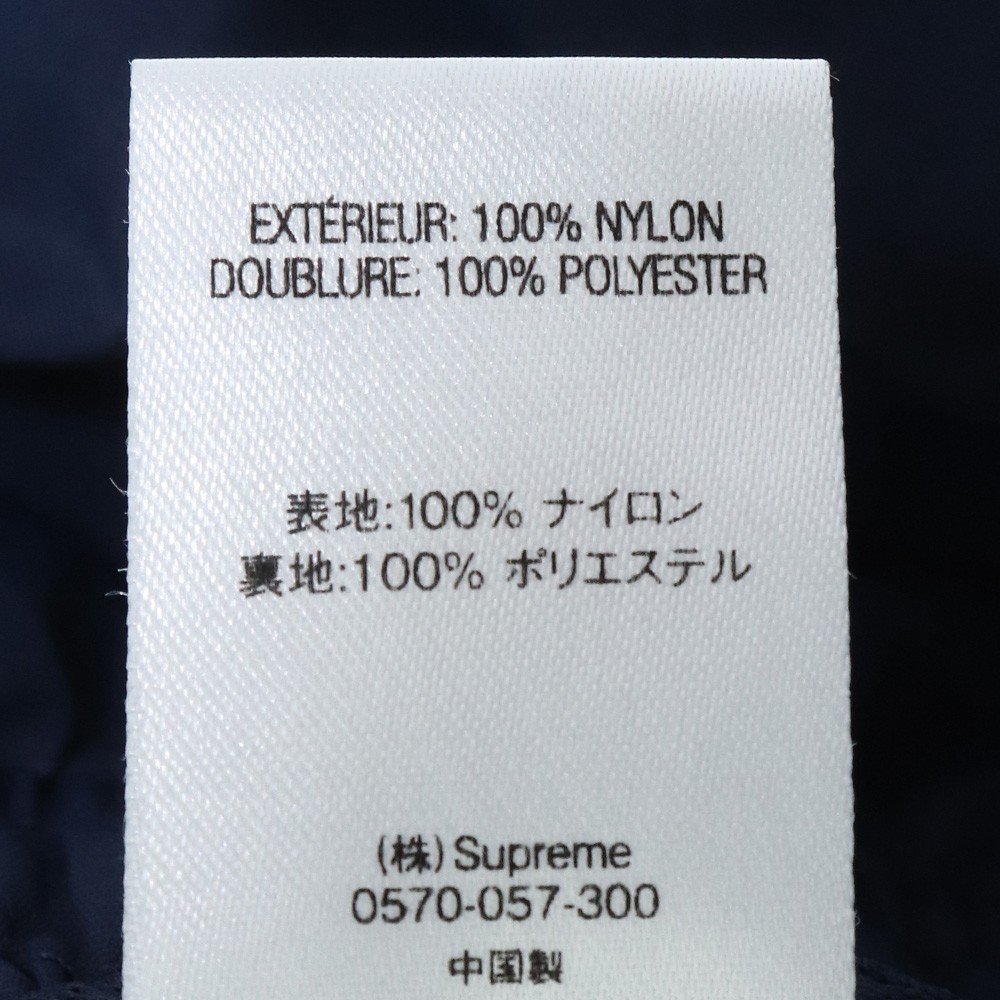 EXTÉRIEUR: 100% NYLON
DOUBLURE: 100% POLYESTER
表地:100% ナイロン
裏地:100% ポリエステル
(株) Supreme
0570-057-300
中国製